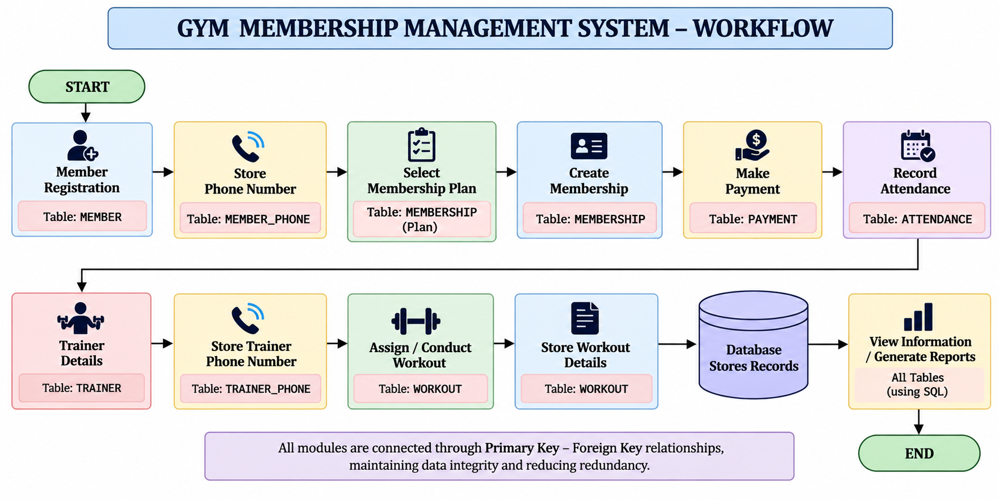 GYM MEMBERSHIP MANAGEMENT SYSTEM – WORKFLOW
START
Member
Registration
Table: MEMBER
Store
Phone Number
Table: MEMBER_PHONE
Select
Membership Plan
Table: MEMBERSHIP
(Plan)
Create
Membership
Table: MEMBERSHIP
Make
Payment
Table: PAYMENT
Record
Attendance
Table: ATTENDANCE
Trainer
Details
Table: TRAINER
Store Trainer
Phone Number
Table: TRAINER_PHONE
Assign / Conduct
Workout
Table: WORKOUT
Store Workout
Details
Table: WORKOUT
Database
Stores Records
View Information
/ Generate Reports
All Tables
(using SQL)
All modules are connected through Primary Key – Foreign Key relationships,
maintaining data integrity and reducing redundancy.
END